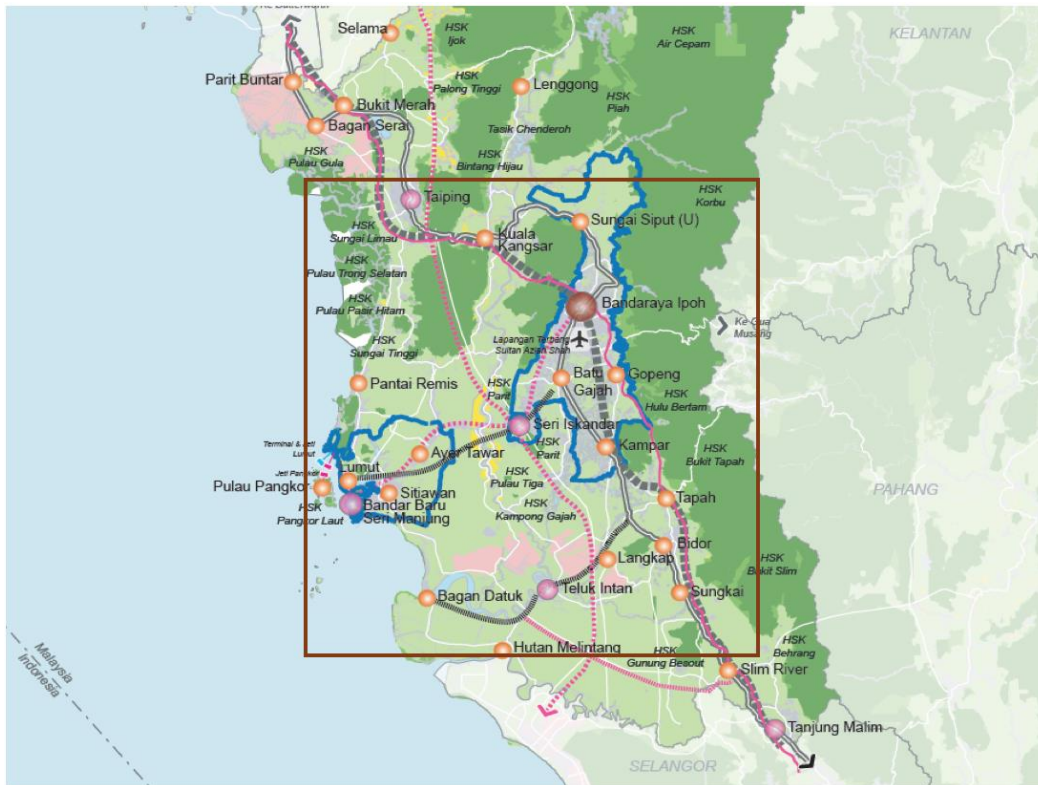 Ke Butterworth
Selama
HSK
Ijok
HSK
Air Cepam
KELANTAN
Parit Buntar
HSK
Palong Tinggi
Lenggong
HSK
Piah
Bukit Merah
Bagan Serai
Tasik Chenderoh
HSK
Pulau Gula
HSK
Bintang Hijau
HSK
Korbu
Taiping
Sungai Siput (U)
HSK
Sungai Limau
Kuala
Kangsar
HSK
Pulau Trong Selatan
HSK
Pulau Pasir Hitam
Bandaraya Ipoh
Ke Gua
Musang
HSK
Sungai Tinggi
Lapangan Terbang
Sultan Azlan Shah
Pantai Remis
HSK
Parit
Batu
Gajah
Gopeng
HSK
Hulu Bertam
Seri Iskandar
Terminal & Jeti
Lumut
Ayer Tawar
HSK
Parit
Kampar
HSK
Bukit Tapah
Jeti Pangkor
Lumut
Pulau Pangkor
Sitiawan
HSK
Pulau Tiga
PAHANG
HSK
Pangkor Laut
Bandar Baru
Seri Manjung
HSK
Kampong Gajah
Tapah
Bidor
Langkap
HSK
Bukit Slim
Bagan Datuk
Teluk Intan
Sungkai
Hutan Melintang
HSK
Gunung Besout
HSK
Behrang
Slim River
Malaysia
Indonesia
Tanjung Malim
SELANGOR